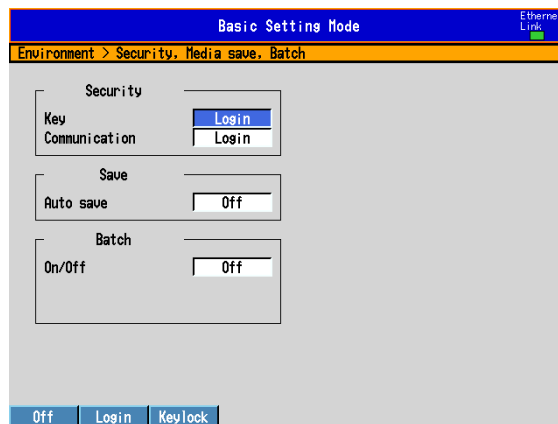 Basic Setting Mode
Etherne
Link
Environment > Security, Media save, Batch
Security
Key Login
Communication Login
Save
Auto save Off
Batch
On/Off Off
Off Login Keylock